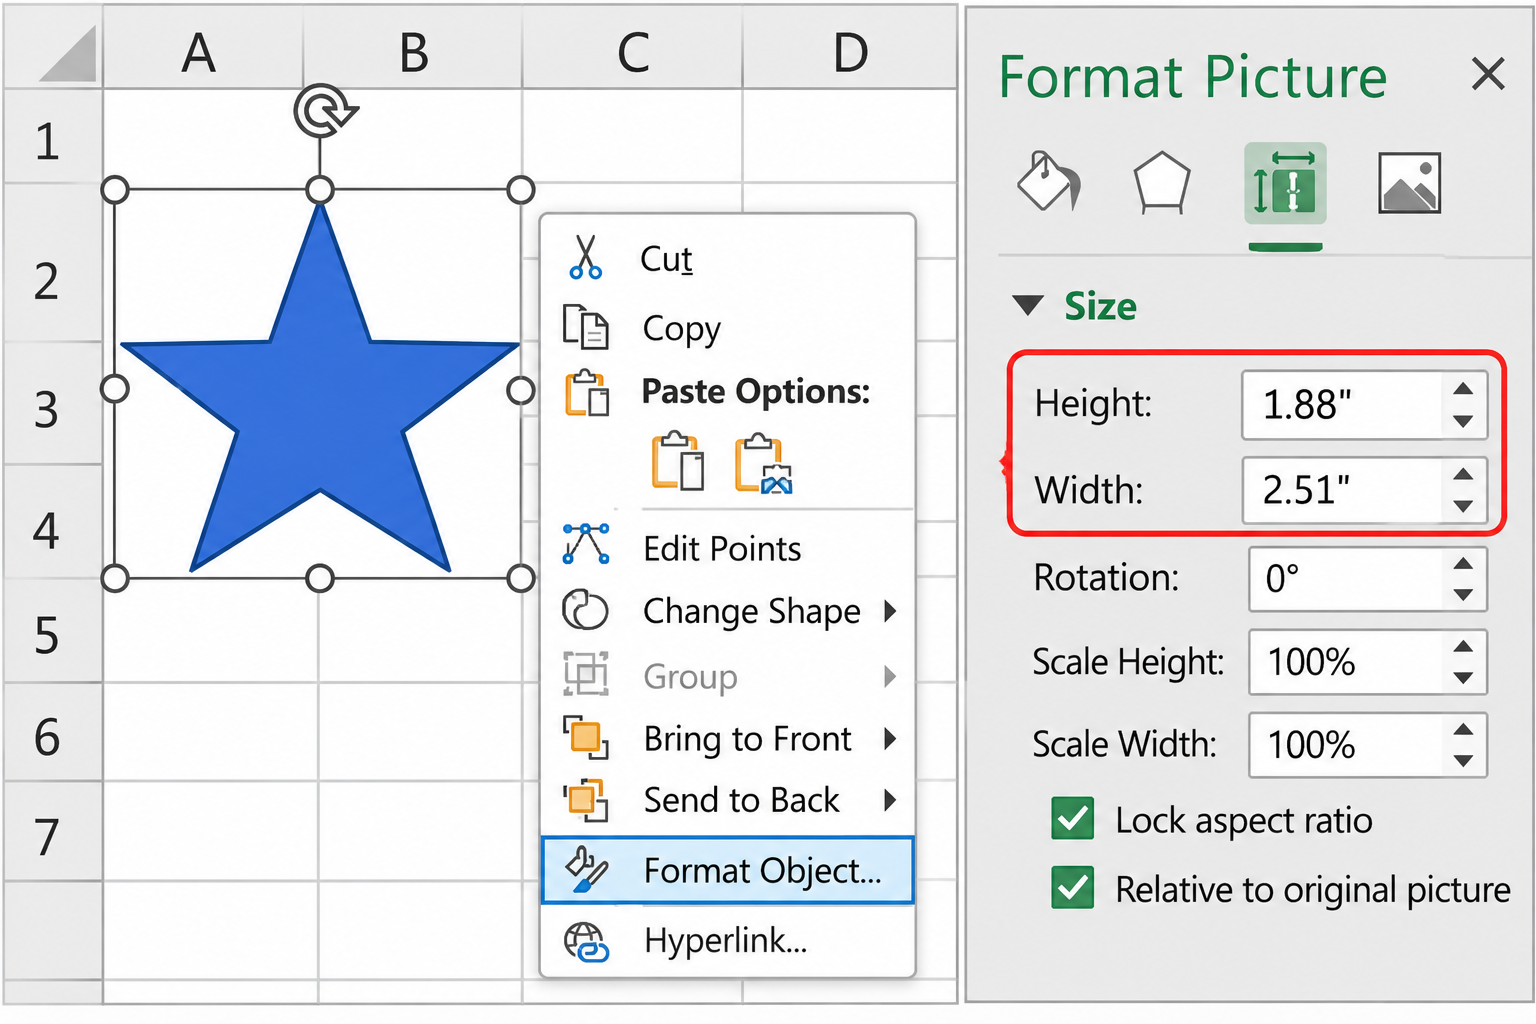 A B C D
1
2
3
4
5
6
7
Cut
Copy
Paste Options:
Edit Points
Change Shape
Group
Bring to Front
Send to Back
Format Object...
Hyperlink...
Format Picture
Size
Height: 1.88"
Width: 2.51"
Rotation: 0°
Scale Height: 100%
Scale Width: 100%
Lock aspect ratio
Relative to original picture